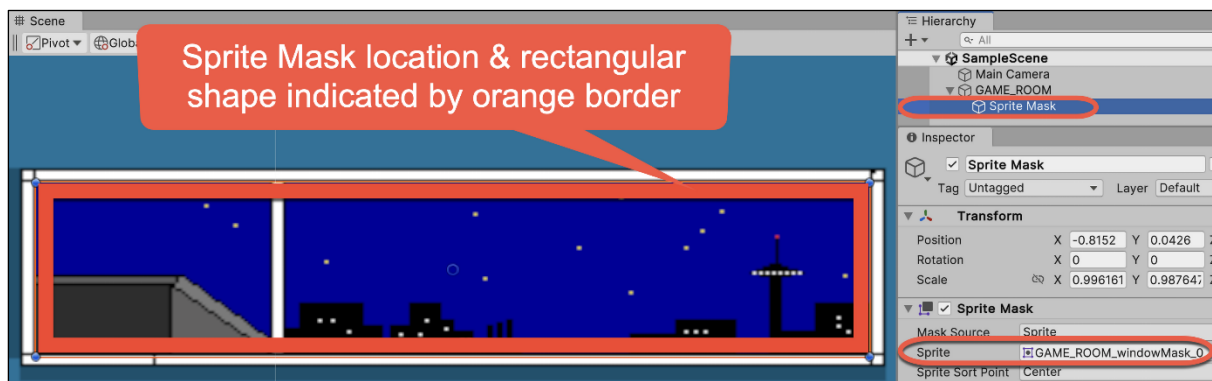 Scene
Pivot
Sprite Mask location & rectangular
shape indicated by orange border
Hierarchy
All
SampleScene
Main Camera
GAME_ROOM
Sprite Mask
Inspector
Sprite Mask
Tag Untagged Layer Default
Transform
Position X -0.8152 Y 0.0426
Rotation X 0 Y 0
Scale X 0.996161 Y 0.987647
Sprite Mask
Mask Source Sprite
Sprite GAME_ROOM_windowMask_0
Sprite Sort Point Center